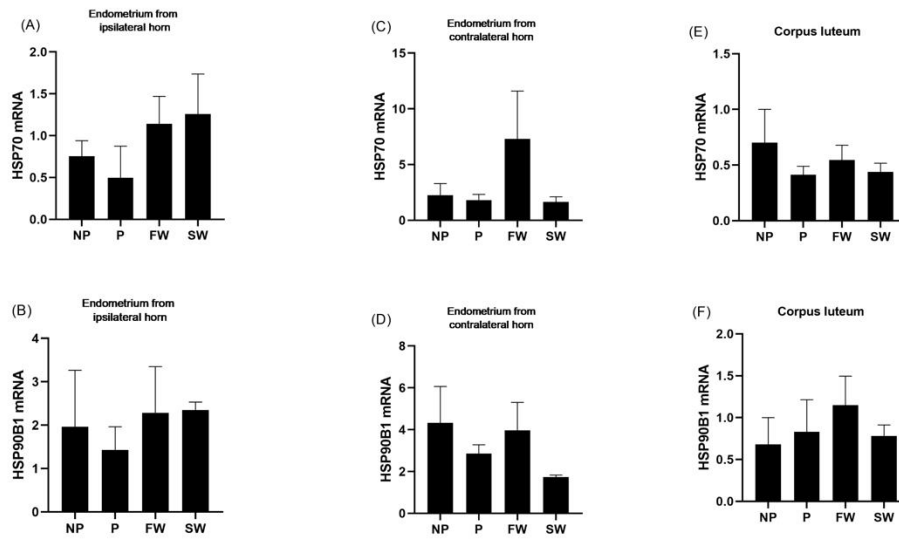 (A)
Endometrium from
ipsilateral horn
HSP70 mRNA
2.0
1.5
1.0
0.5
0.0
NP P FW SW
(C)
Endometrium from
contralateral horn
HSP70 mRNA
15
10
5
0
NP P FW SW
(E)
Corpus luteum
HSP70 mRNA
1.5
1.0
0.5
0.0
NP P FW SW
(B)
Endometrium from
ipsilateral horn
HSP90B1 mRNA
4
3
2
1
0
NP P FW SW
(D)
Endometrium from
contralateral horn
HSP90B1 mRNA
8
6
4
2
0
NP P FW SW
(F)
Corpus luteum
HSP90B1 mRNA
2.0
1.5
1.0
0.5
0.0
NP P FW SW